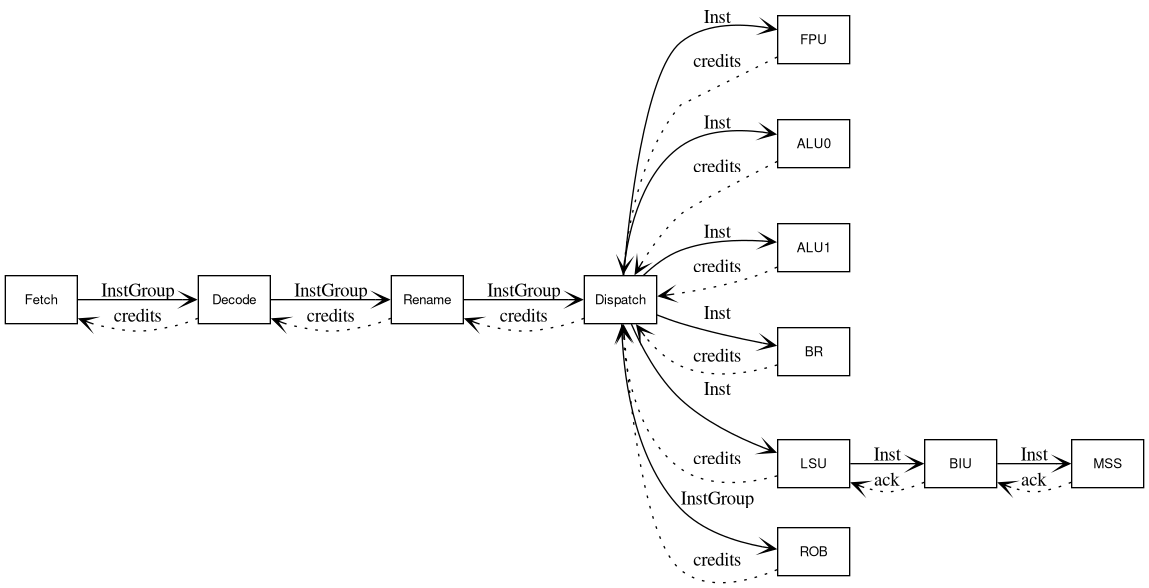 Inst
FPU
credits
Inst
ALU0
credits
Inst
ALU1
credits
Fetch
InstGroup
credits
Decode
InstGroup
credits
Rename
InstGroup
credits
Dispatch
Inst
BR
credits
Inst
credits
LSU
Inst
ack
BIU
Inst
ack
MSS
InstGroup
ROB
credits